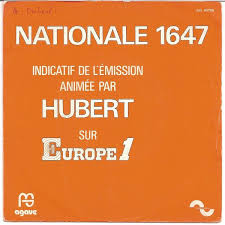 NATIONALE 1647
INDICATIF DE L'ÉMISSION
ANIMÉE PAR
HUBERT
SUR
EUROPE 1
agave